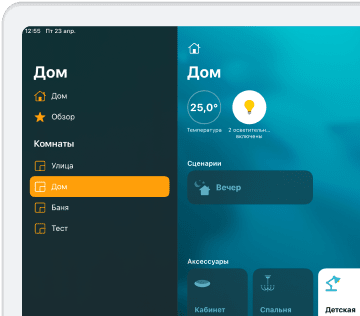 12:55 Пт 23 апр.
Дом
Дом
Обзор
Комнаты
Улица
Дом
Баня
Тест
Дом
25,0°
Температура
2 осветительн...
включены
Сценарии
Вечер
Аксессуары
Кабинет
Спальня
Детская